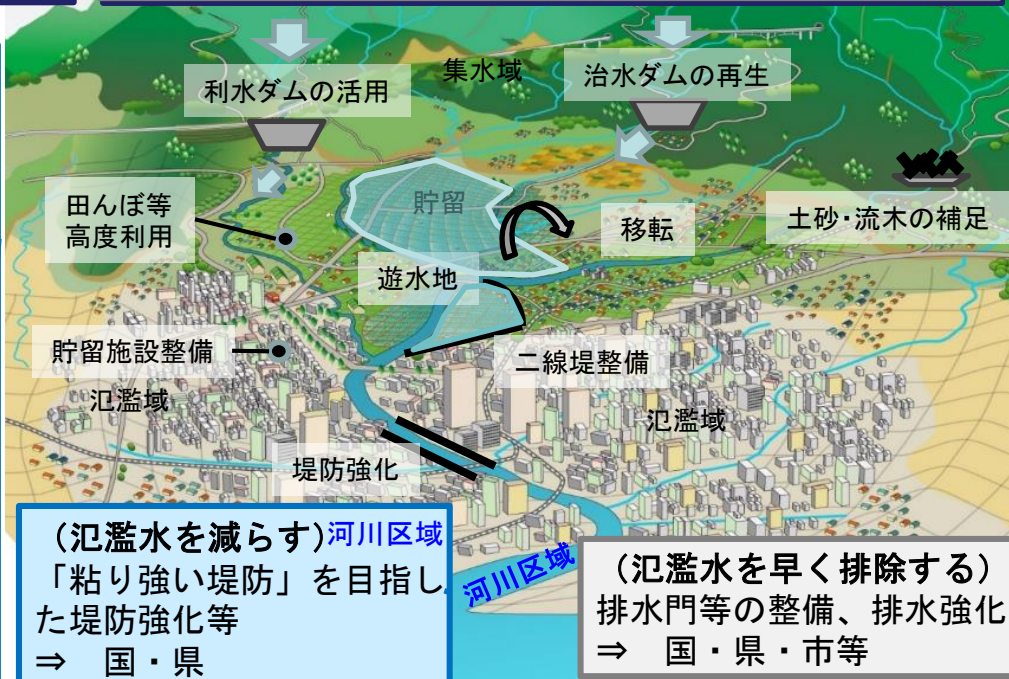 集水域
利水ダムの活用
治水ダムの再生
田んぼ等
高度利用
貯留
移転
土砂・流木の補足
遊水地
貯留施設整備
二線堤整備
氾濫域
氾濫域
堤防強化
(氾濫水を減らす)河川区域
「粘り強い堤防」を目指し
た堤防強化等
⇒ 国・県
河川区域
(氾濫水を早く排除する)
排水門等の整備、排水強化
⇒ 国・県・市等